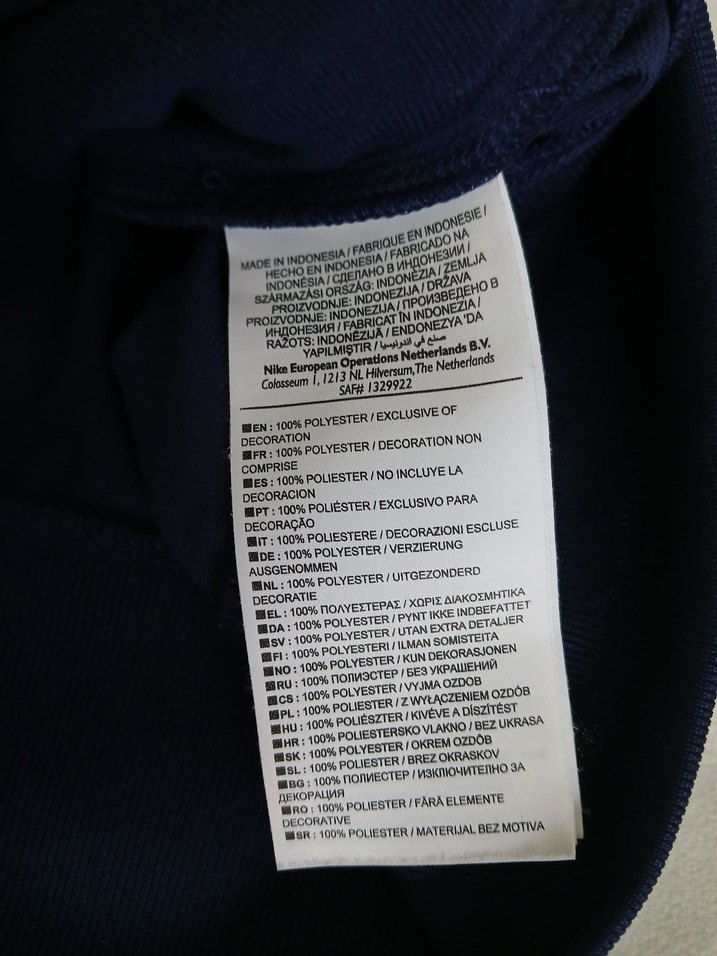 MADE IN INDONESIA / FABRIQUE EN INDONESIE /
HECHO EN INDONESIA / FABRICADO NA
INDONÉSIA / СДЕЛАНО В ИНДОНЕЗИИ /
SZÁRMAZÁSI ORSZÁG: INDONÉZIA / ZEMLJA
PROIZVODNJE: INDONEZIJA / DRŽAVA
PROIZVODNJE: INDONEZIJA / ПРОИЗВЕДЕНО В
ИНДОНЕЗИЯ / FABRICAT ÎN INDONEZIA /
RAŽOTS: INDONĒZIJĀ / ENDONEZYA 'DA
YAPILMIŞTIR / صنع في اندونيسيا
Nike European Operations Netherlands B.V.
Colosseum 1, 1213 NL Hilversum,The Netherlands
SAF# 1329922
EN : 100% POLYESTER / EXCLUSIVE OF
DECORATION
FR : 100% POLYESTER / DECORATION NON
COMPRISE
ES : 100% POLIESTER / NO INCLUYE LA
DECORACION
PT : 100% POLIÉSTER / EXCLUSIVO PARA
DECORAÇÃO
IT : 100% POLIESTERE / DECORAZIONI ESCLUSE
DE : 100% POLYESTER / VERZIERUNG
AUSGENOMMEN
NL : 100% POLYESTER / UITGEZONDERD
DECORATIE
EL : 100% ΠΟΛΥΕΣΤΕΡΑΣ / ΧΩΡΙΣ ΔΙΑΚΟΣΜΗΤΙΚΑ
DA : 100% POLYESTER / PYNT IKKE INDBEFATTET
SV : 100% POLYESTER / UTAN EXTRA DETALJER
FI : 100% POLYESTERI / ILMAN SOMISTEITA
NO : 100% POLYESTER / KUN DEKORASJONEN
RU : 100% ПОЛИЭСТЕР / БЕЗ УКРАШЕНИЙ
CS : 100% POLYESTER / VYJMA OZDOB
PL : 100% POLIESTER / Z WYŁĄCZENIEM OZDÓB
HU : 100% POLIÉSZTER / KIVÉVE A DÍSZÍTÉST
HR : 100% POLIESTERSKO VLAKNO / BEZ UKRASA
SK : 100% POLYESTER / OKREM OZDÔB
SL : 100% POLIESTER / BREZ OKRASKOV
BG : 100% ПОЛИЕСТЕР / ИЗКЛЮЧИТЕЛНО ЗА
ДЕКОРАЦИЯ
RO : 100% POLIESTER / FĂRĂ ELEMENTE
DECORATIVE
SR : 100% POLIESTER / MATERIJAL BEZ MOTIVA